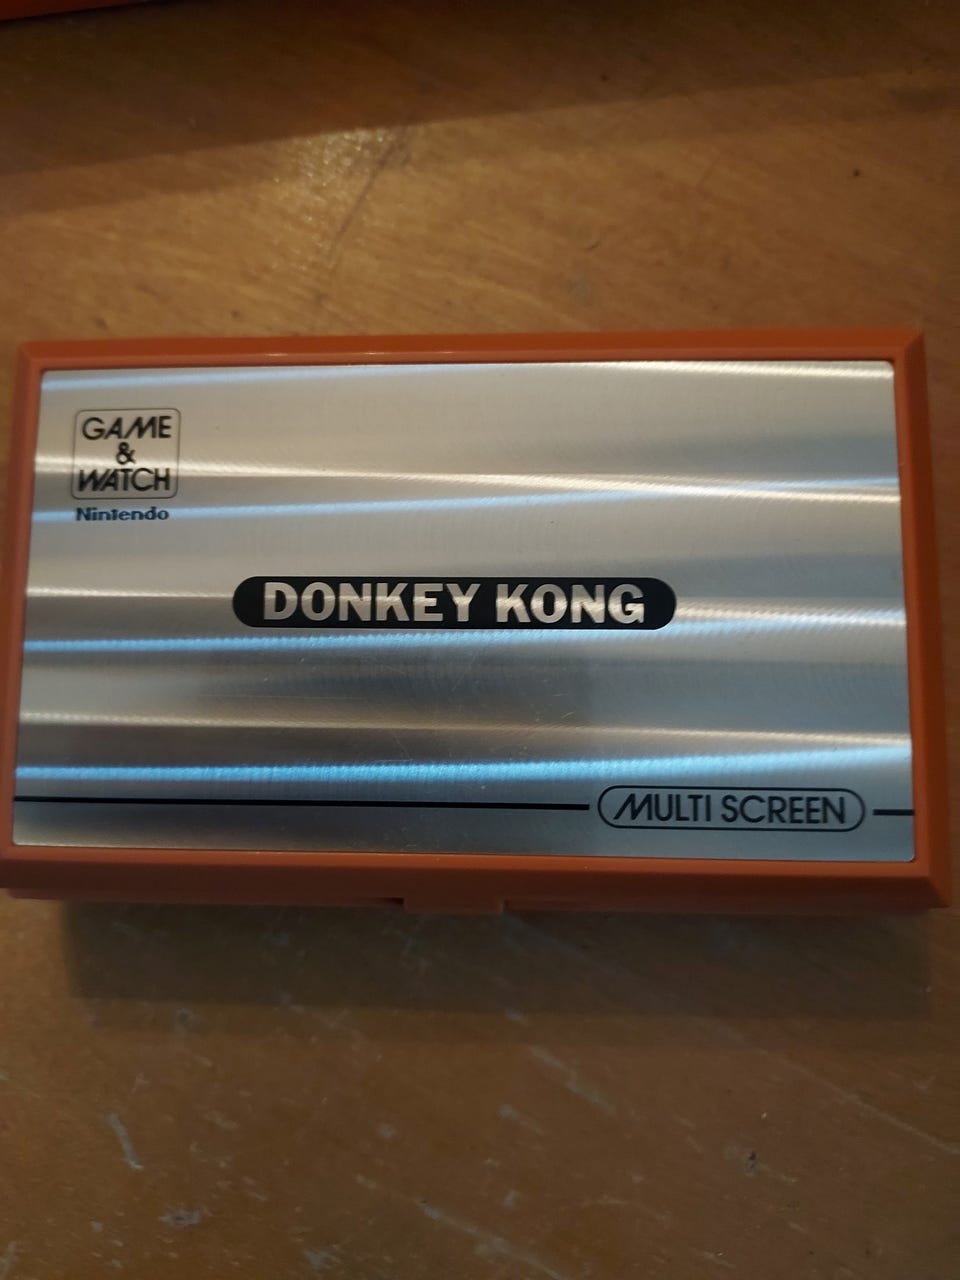 GAME
&
WATCH
Nintendo
DONKEY KONG
MULTI SCREEN